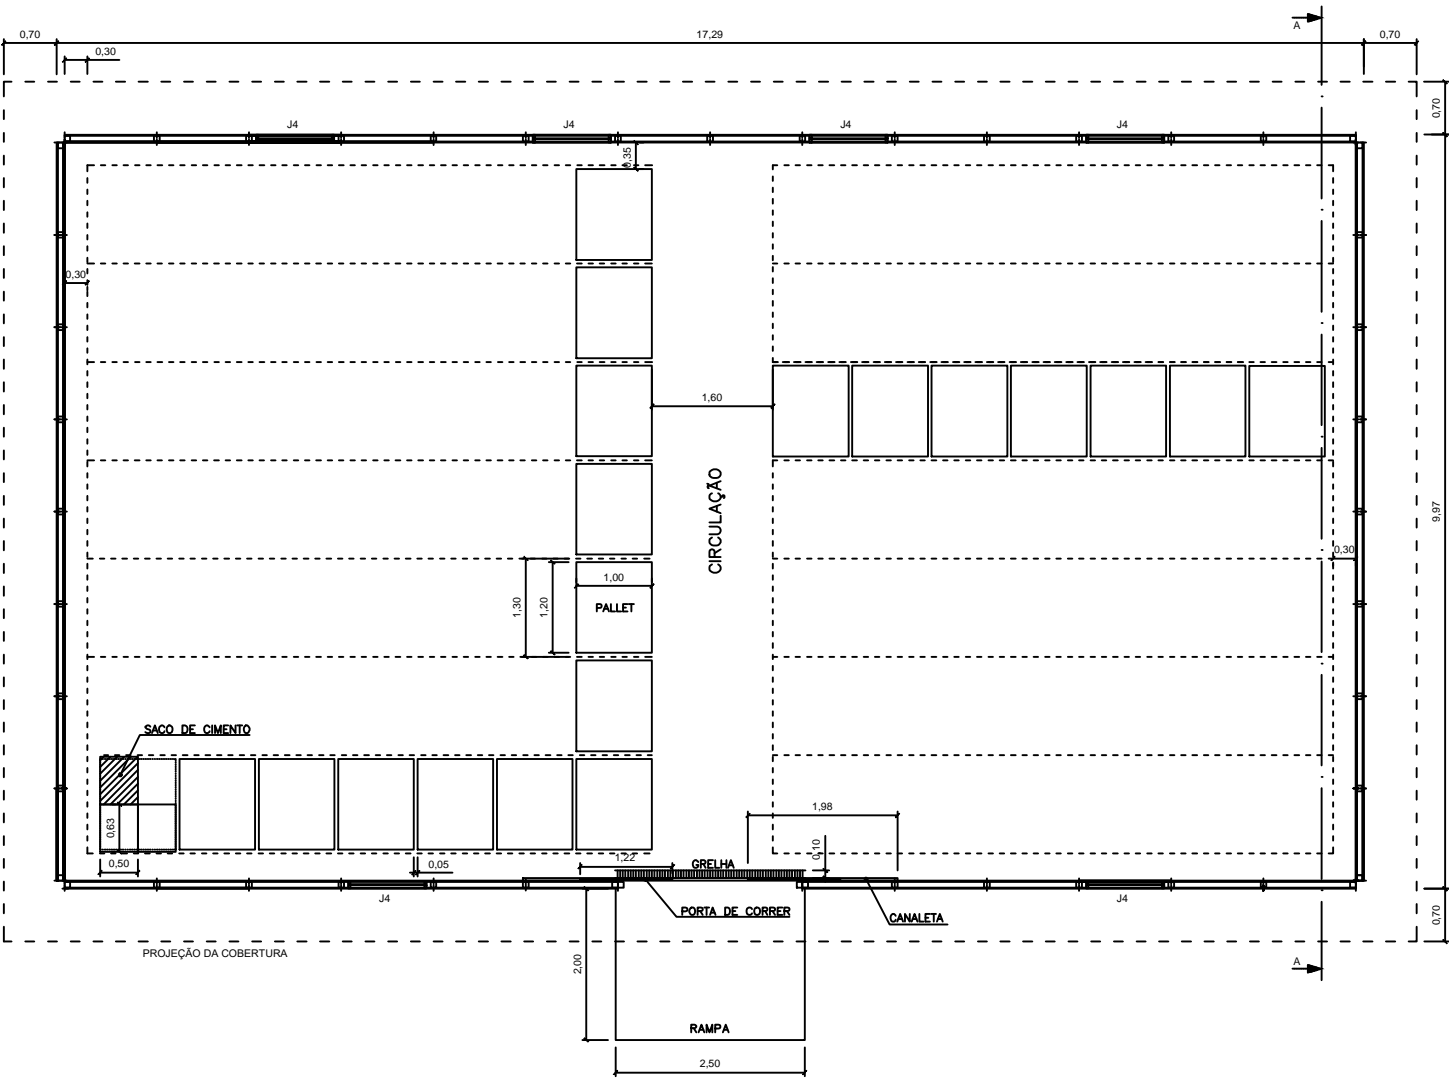 A
0,70
17,29
0,70
0,30
0,70
J4
J4
J4
J4
0,35
0,30
1,60
CIRCULAÇÃO
9,97
0,30
1,00
1,30
1,20
PALLET
SACO DE CIMENTO
1,98
0,63
0,10
0,50
0,05
1,22
GRELHA
J4
PORTA DE CORRER
CANALETA
J4
0,70
PROJEÇÃO DA COBERTURA
2,00
A
RAMPA
2,50